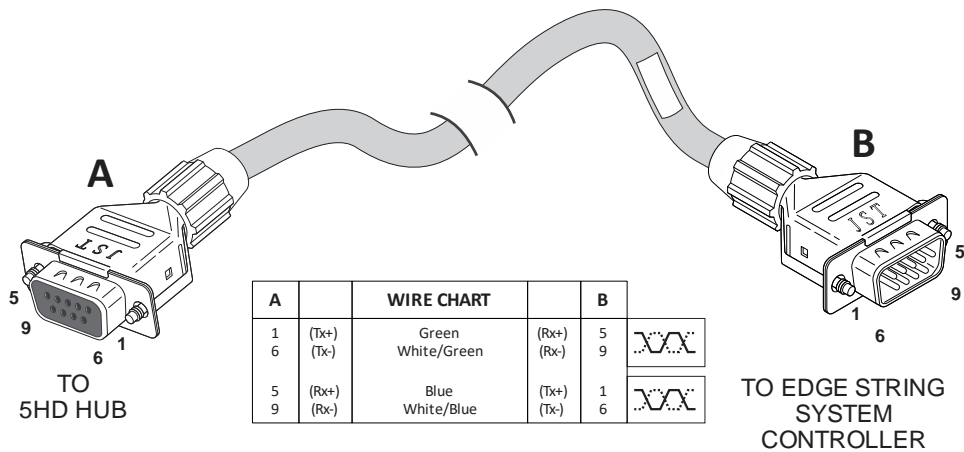 A
B
JST
JST
5
9
6
1
TO
5HD HUB
5
9
1
6
TO EDGE STRING
SYSTEM
CONTROLLER
A WIRE CHART B
1 (Tx+) Green (Rx+) 5
6 (Tx-) White/Green (Rx-) 9
5 (Rx+) Blue (Tx+) 1
9 (Rx-) White/Blue (Tx-) 6